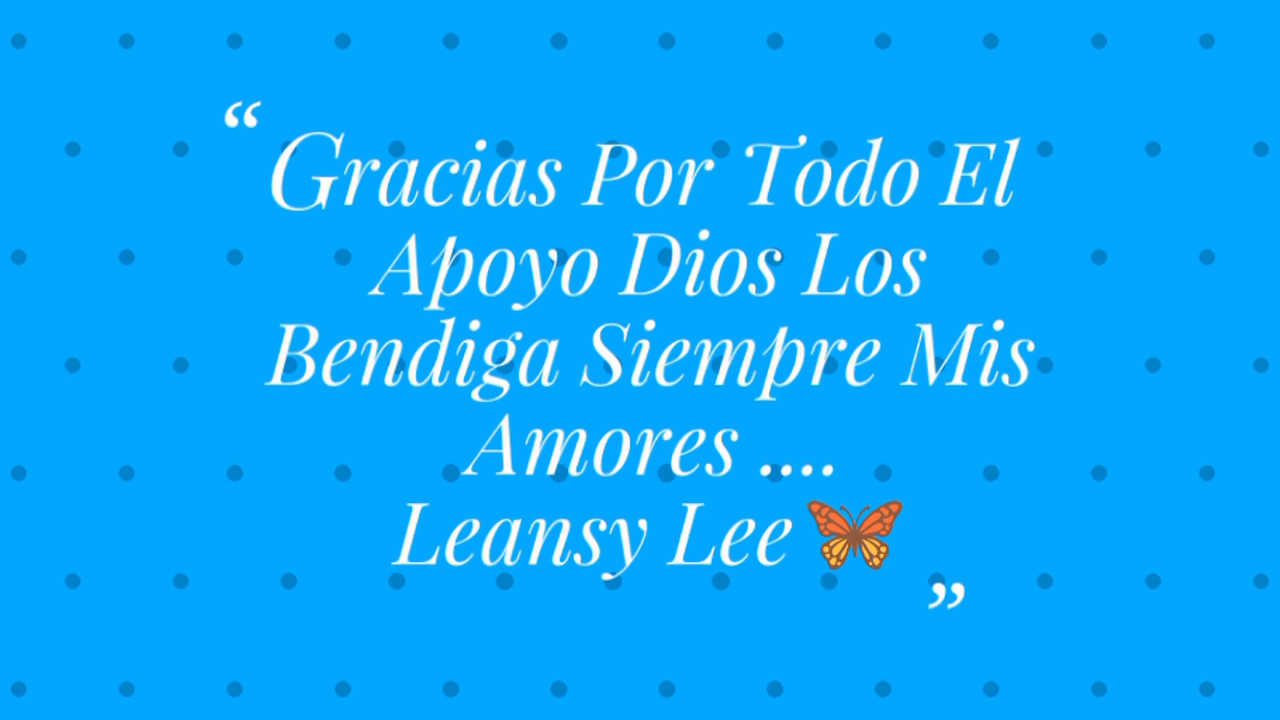 “Gracias Por Todo El
Apoyo Dios Los
Bendiga Siempre Mis
Amores ....
Leansy Lee 🦋
”